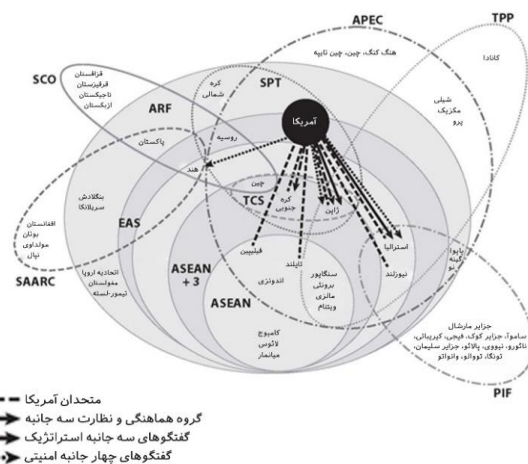 APEC
TPP
هنگ کنگ، چین، چین تایپه
کانادا
SCO
قزاقستان
قرقیزستان
تاجیکستان
ازبکستان
SPT
کره
شمالی
ARF
آمریکا
شیلی
مکزیک
پرو
پاکستان
روسیه
هند
چین
TCS
کره
جنوبی
ژاپن
بنگلادش
سریلانکا
EAS
افغانستان
بوتان
مولداوی
نپال
SAARC
اتحادیه اروپا
مغولستان
تیمور-لسته
ASEAN
+ 3
فیلیپین
تایلند
اندونزی
سنگاپور
برونئی
مالزی
ویتنام
استرالیا
نیوزلند
پاپوا
گینه
نو
ASEAN
کامبوج
لائوس
میانمار
جزایر مارشال
ساموآ، جزایر کوک، فیجی، کیریباتی،
نائورو، نیووی، پالائو، جزایر سلیمان،
تونگا، تووالو، وانواتو
PIF
متحدان آمریکا
گروه هماهنگی و نظارت سه جانبه
گفتگوهای سه جانبه استراتژیک
گفتگوهای چهار جانبه امنیتی